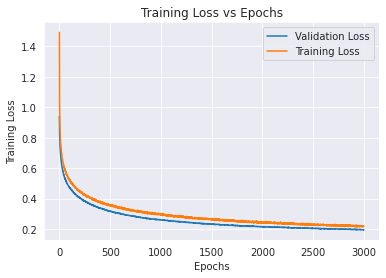 Training Loss vs Epochs
Validation Loss
Training Loss
Training Loss
1.4
1.2
1.0
0.8
0.6
0.4
0.2
0 500 1000 1500 2000 2500 3000
Epochs